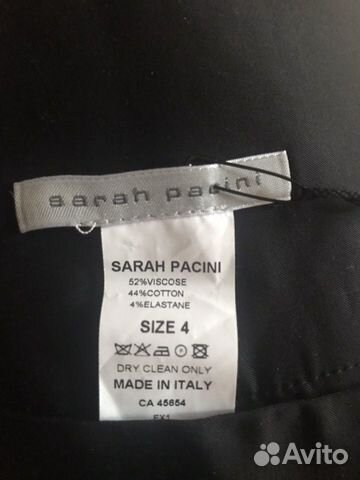 sarah pacini
SARAH PACINI
52%VISCOSE
44%COTTON
4%ELASTANE
SIZE 4
DRY CLEAN ONLY
MADE IN ITALY
CA 45654
EX1
Avito